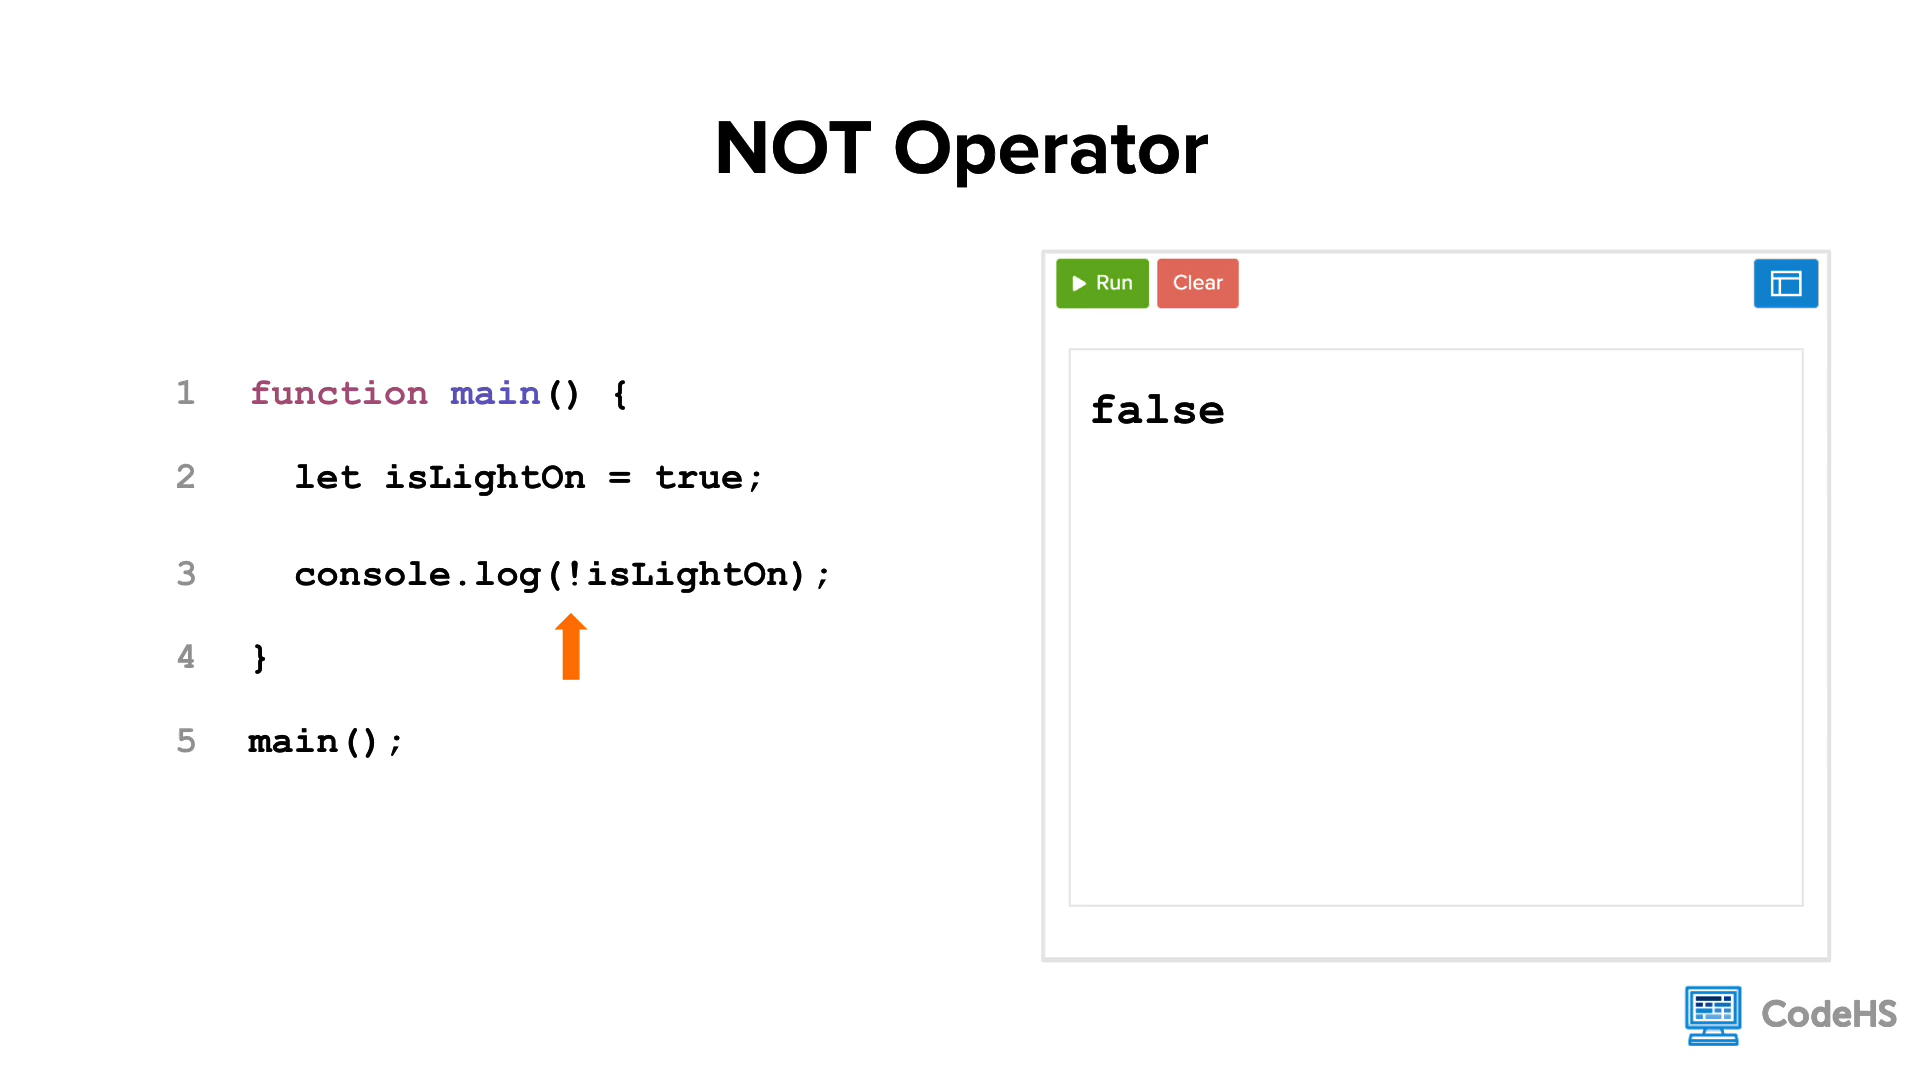 NOT Operator
1 function main() {
2 let isLightOn = true;
3 console.log(!isLightOn);
4 }
5 main();
Run Clear
false
CodeHS